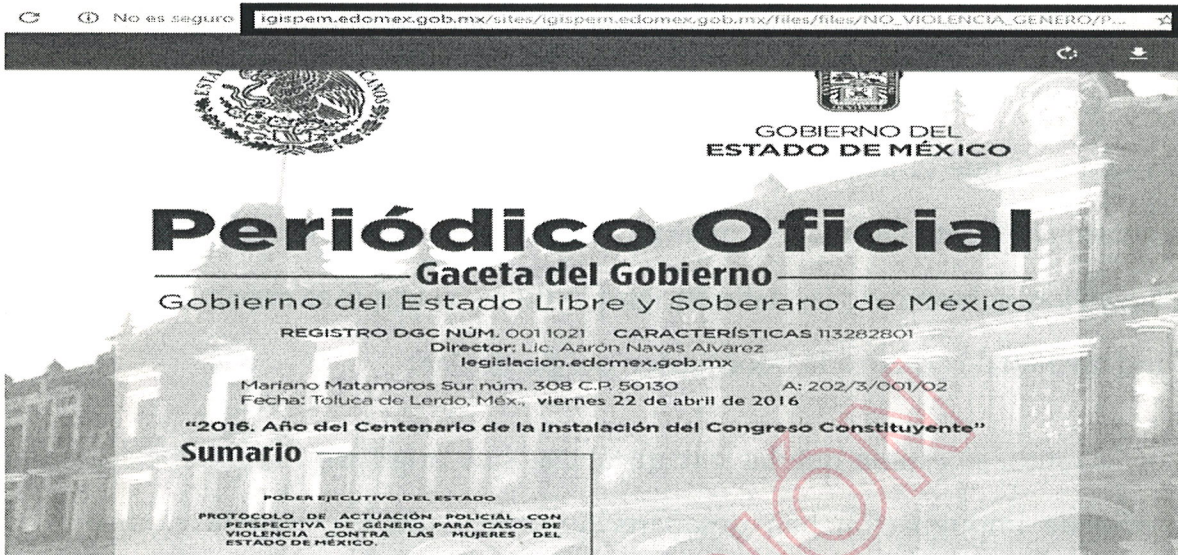 No es seguro igispem.edomex.gob.mx/sites/igispem.edomex.gob.mx/files/files/NO_VIOLENCIA_GENERO/P...
GOBIERNO DEL
ESTADO DE MÉXICO
Periódico Oficial
Gaceta del Gobierno
Gobierno del Estado Libre y Soberano de México
REGISTRO DGC NÚM. 001 1021 CARACTERÍSTICAS 113282801
Director: Lic. Aarón Navas Alvarez
legislacion.edomex.gob.mx
Mariano Matamoros Sur núm. 308 C.P. 50130 A: 202/3/001/02
Fecha: Toluca de Lerdo, Méx., viernes 22 de abril de 2016
“2016. Año del Centenario de la Instalación del Congreso Constituyente”
Sumario
PODER EJECUTIVO DEL ESTADO
PROTOCOLO DE ACTUACIÓN POLICIAL CON
PERSPECTIVA DE GÉNERO PARA CASOS DE
VIOLENCIA CONTRA LAS MUJERES DEL
ESTADO DE MÉXICO.